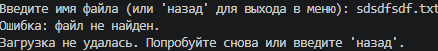 Введите имя файла (или 'назад' для выхода в меню): sdsdfsdf.txt
Ошибка: файл не найден.
Загрузка не удалась. Попробуйте снова или введите 'назад'.